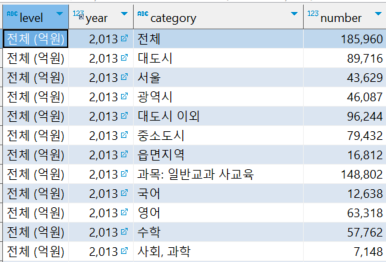 ABC level 123 year ABC category 123 number
전체 (억원) 2,013 전체 185,960
전체 (억원) 2,013 대도시 89,716
전체 (억원) 2,013 서울 43,629
전체 (억원) 2,013 광역시 46,087
전체 (억원) 2,013 대도시 이외 96,244
전체 (억원) 2,013 중소도시 79,432
전체 (억원) 2,013 읍면지역 16,812
전체 (억원) 2,013 과목: 일반교과 사교육 148,802
전체 (억원) 2,013 국어 12,638
전체 (억원) 2,013 영어 63,318
전체 (억원) 2,013 수학 57,762
전체 (억원) 2,013 사회, 과학 7,148